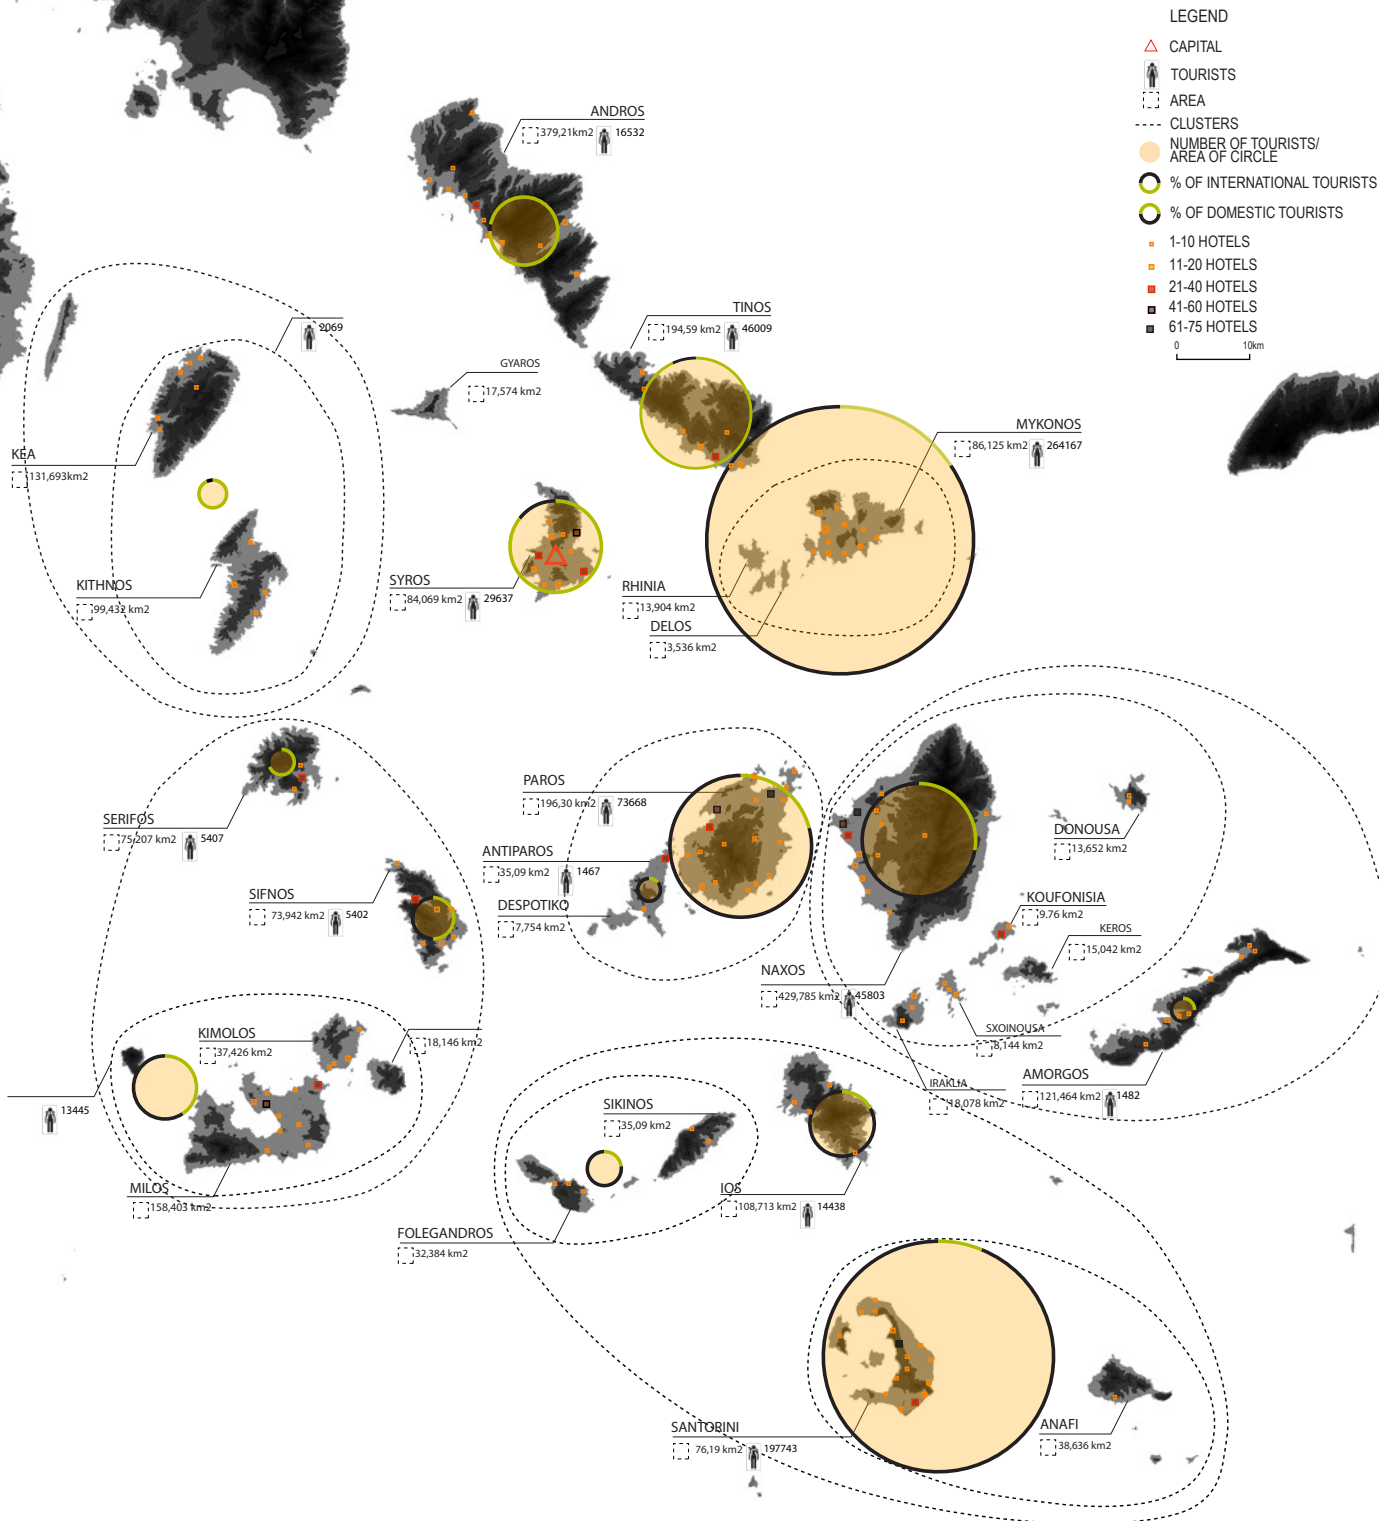 LEGEND
CAPITAL
TOURISTS
AREA
CLUSTERS
NUMBER OF TOURISTS/
AREA OF CIRCLE
% OF INTERNATIONAL TOURISTS
% OF DOMESTIC TOURISTS
1-10 HOTELS
11-20 HOTELS
21-40 HOTELS
41-60 HOTELS
61-75 HOTELS
0 10km
ANDROS
379,21km2 16532
TINOS
194,59 km2 46009
2069
GYAROS
17,574 km2
MYKONOS
86,125 km2 264167
KEA
131,693km2
KITHNOS
99,432 km2
SYROS
84,069 km2 29637
RHINIA
13,904 km2
DELOS
3,536 km2
PAROS
196,30 km2 73668
SERIFOS
75,207 km2 5407
ANTIPAROS
35,09 km2 1467
DONOUSA
13,652 km2
SIFNOS
73,942 km2 5402
DESPOTIKO
7,754 km2
KOUFONISIA
9.76 km2
KEROS
15,042 km2
NAXOS
429,785 km2 45803
SXOINOUSA
8,144 km2
KIMOLOS
37,426 km2
18,146 km2
IRAKLIA
18,078 km2
AMORGOS
121,464 km2 1482
13445
SIKINOS
35,09 km2
MILOS
158,403 km2
IOS
108,713 km2 14438
FOLEGANDROS
32,384 km2
SANTORINI
76,19 km2 197743
ANAFI
38,636 km2